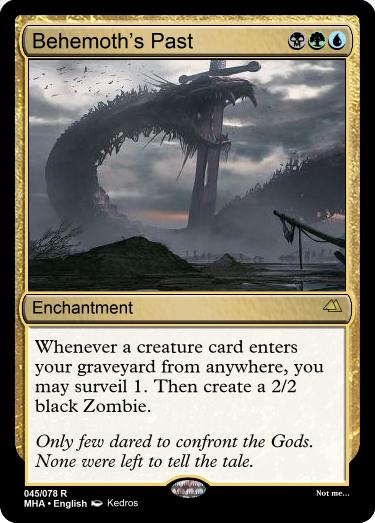 Behemoth's Past
Enchantment
Whenever a creature card enters
your graveyard from anywhere, you
may surveil 1. Then create a 2/2
black Zombie.
Only few dared to confront the Gods.
None were left to tell the tale.
045/078 R
Not me...
MHA • English Kedros